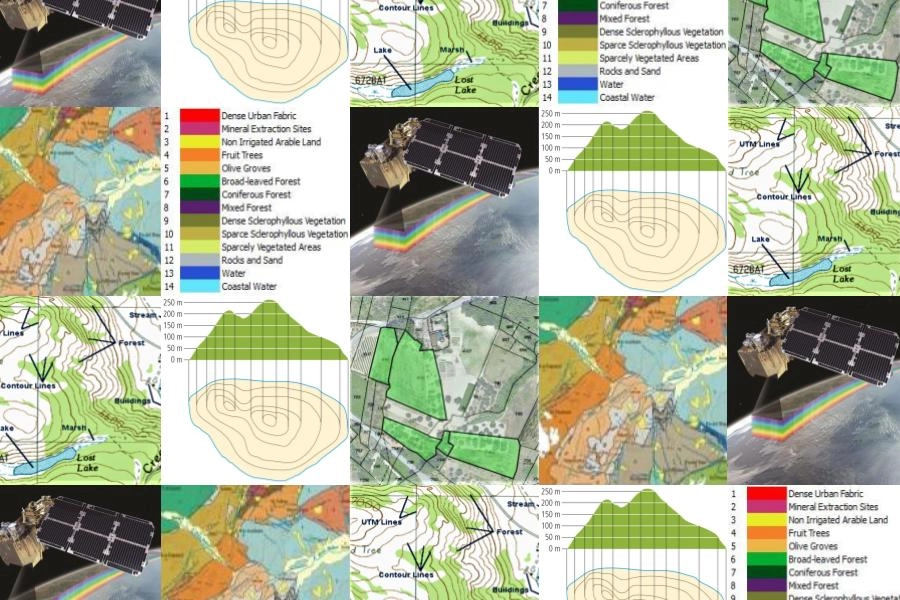 Contour Lines
Buildings
Lake
Marsh
Lost
Lake
6728AT
7 Coniferous Forest
8 Mixed Forest
9 Dense Sclerophyllous Vegetation
10 Sparce Sclerophyllous Vegetation
11 Sparcely Vegetated Areas
12 Rocks and Sand
13 Water
14 Coastal Water
1 Dense Urban Fabric
2 Mineral Extraction Sites
3 Non Irrigated Arable Land
4 Fruit Trees
5 Olive Groves
6 Broad-leaved Forest
7 Coniferous Forest
8 Mixed Forest
9 Dense Sclerophyllous Vegetation
10 Sparce Sclerophyllous Vegetation
11 Sparcely Vegetated Areas
12 Rocks and Sand
13 Water
14 Coastal Water
250 m
200 m
150 m
100 m
50 m
0 m
UTM Lines
Forest
Tree
Contour Lines
Lake
Marsh
6728AT
Lost
Lake
Lines
Stream
Forest
Contour Lines
Buildings
Marsh
Lost
Lake
250 m
200 m
150 m
100 m
50 m
0 m
UTM Lines
Stream
Forest
Tree
Contour Lines
250 m
200 m
150 m
100 m
50 m
0 m
1 Dense Urban Fabric
2 Mineral Extraction Sites
3 Non Irrigated Arable Land
4 Fruit Trees
5 Olive Groves
6 Broad-leaved Forest
7 Coniferous Forest
8 Mixed Forest
9 Dense Sclerophyllous